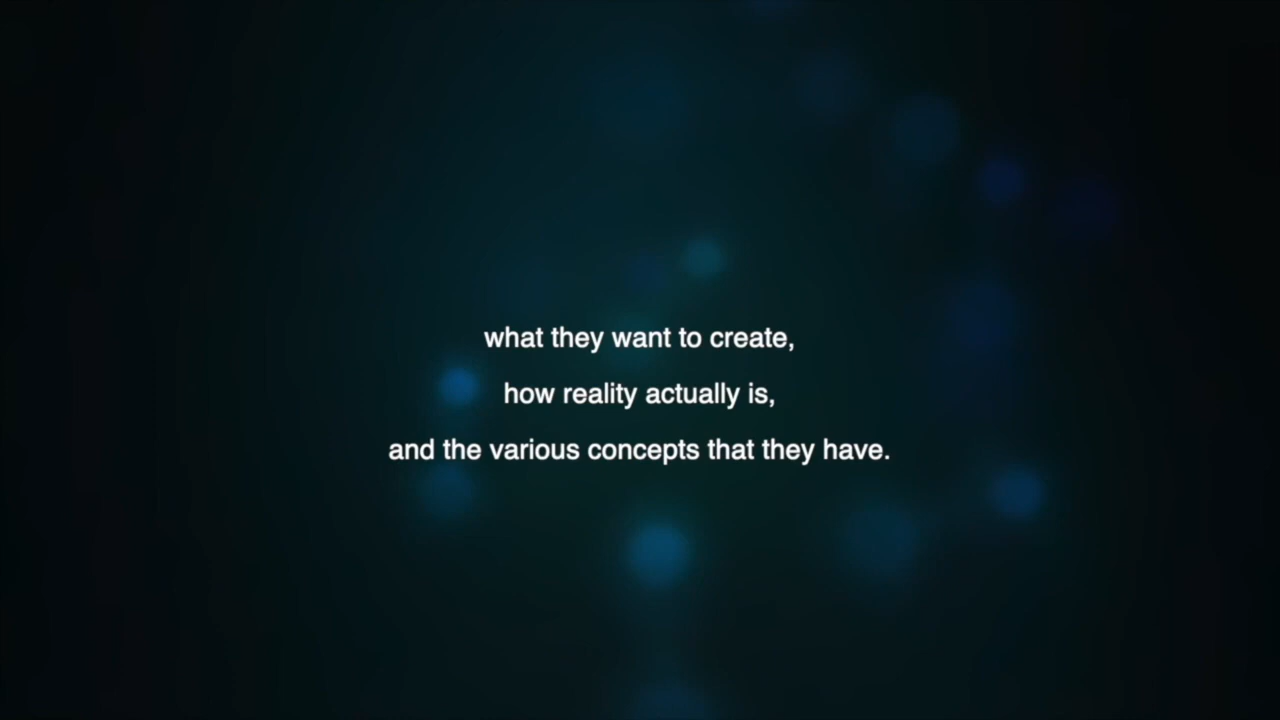 what they want to create,
how reality actually is,
and the various concepts that they have.